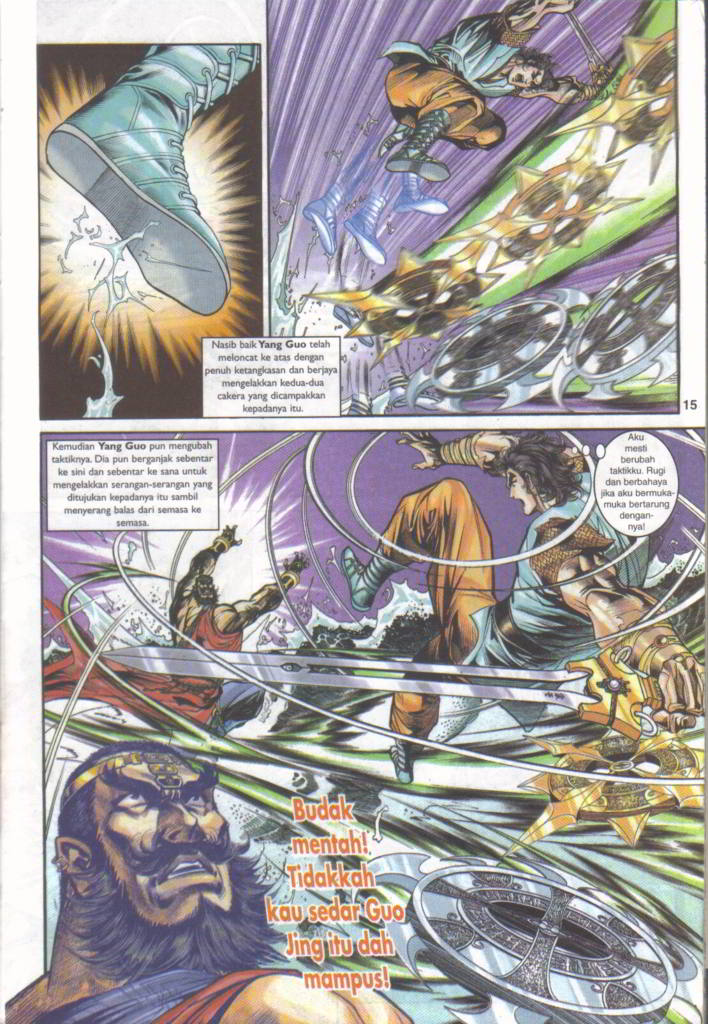 Nasib baik Yang Guo telah
meloncat ke atas dengan
penuh ketangkasan dan berjaya
mengelakkan kedua-dua
cakera yang dicampakkan
kepadanya itu.
15
Kemudian Yang Guo pun mengubah
taktiknya. Dia pun berganjak sebentar
ke sini dan sebentar ke sana untuk
mengelakkan serangan-serangan yang
ditujukan kepadanya itu sambil
menyerang balas dari semasa ke
semasa.
Aku
mesti
berubah
taktikku. Rugi
dan berbahaya
jika aku bermuka-
muka bertarung
dengan-
nya!
Budak
mentah!
Tidakkah
kau sedar Guo
Jing itu dah
mampus!